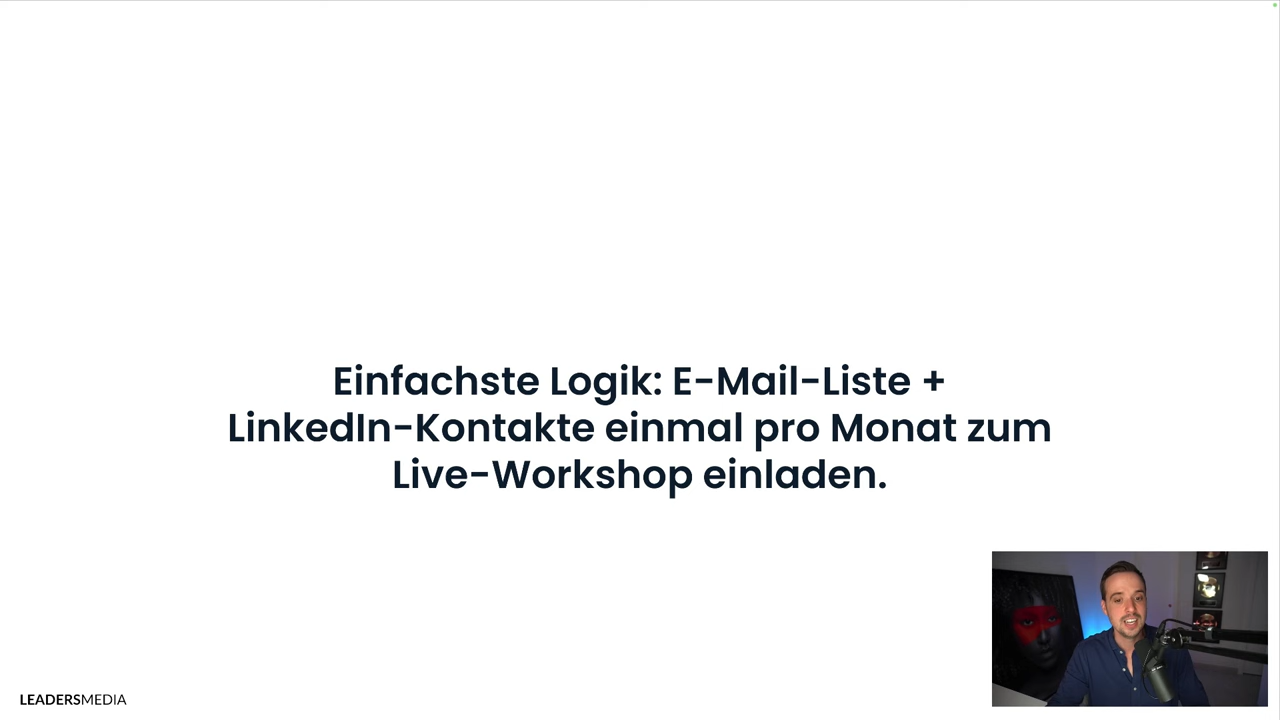 Einfachste Logik: E-Mail-Liste +
LinkedIn-Kontakte einmal pro Monat zum
Live-Workshop einladen.
LEADERSMEDIA